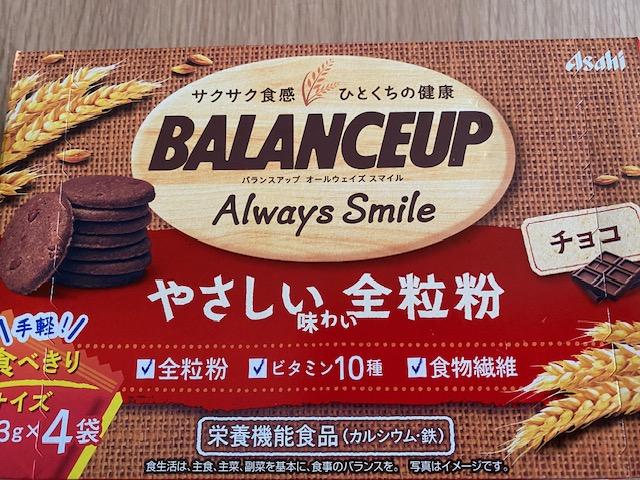 Asahi
サクサク食感 ひとくちの健康
BALANCEUP
バランスアップ オールウェイズ スマイル
Always Smile
チョコ
やさしい味わい全粒粉
手軽!
食べきり
サイズ
3g×4袋
全粒粉 ビタミン10種 食物繊維
栄養機能食品(カルシウム・鉄)
食生活は、主食、主菜、副菜を基本に、食事のバランスを。 写真はイメージです。